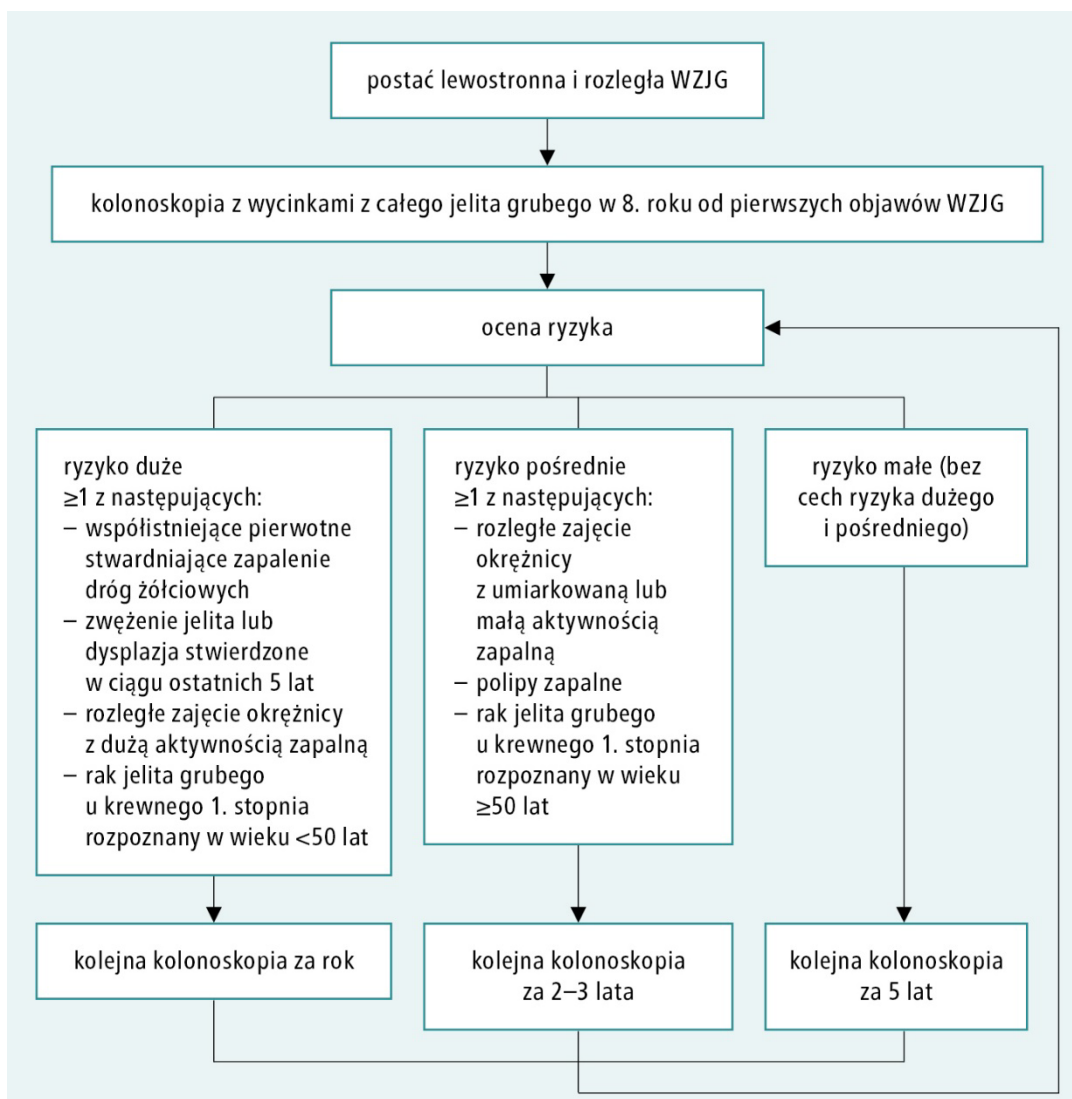 postać lewostronna i rozległa WZJG
kolonoskopia z wycinkami z całego jelita grubego w 8. roku od pierwszych objawów WZJG
ocena ryzyka
ryzyko duże
≥1 z następujących:
– współistniejące pierwotne
stwardniające zapalenie
dróg żółciowych
– zwężenie jelita lub
dysplazja stwierdzone
w ciągu ostatnich 5 lat
– rozległe zajęcie okrężnicy
z dużą aktywnością zapalną
– rak jelita grubego
u krewnego 1. stopnia
rozpoznany w wieku <50 lat
ryzyko pośrednie
≥1 z następujących:
– rozległe zajęcie
okrężnicy
z umiarkowaną lub
małą aktywnością
zapalną
– polipy zapalne
– rak jelita grubego
u krewnego 1. stopnia
rozpoznany w wieku
≥50 lat
ryzyko małe (bez
cech ryzyka dużego
i pośredniego)
kolejna kolonoskopia za rok
kolejna kolonoskopia
za 2–3 lata
kolejna kolonoskopia
za 5 lat